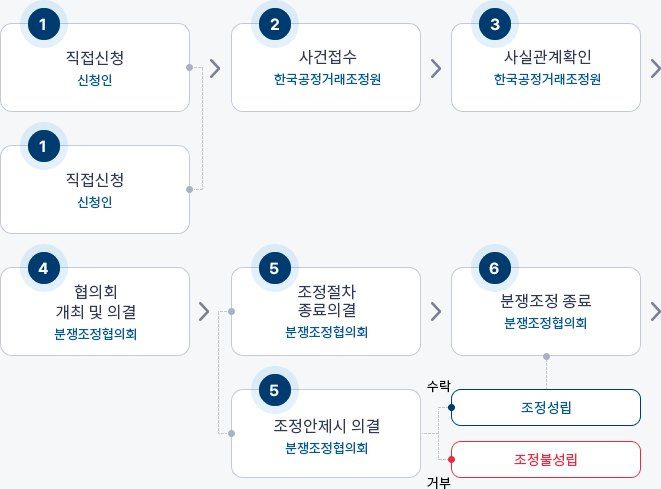 1
직접신청
신청인
2
사건접수
한국공정거래조정원
3
사실관계확인
한국공정거래조정원
1
직접신청
신청인
4
협의회
개최 및 의결
분쟁조정협의회
5
조정절차
종료의결
분쟁조정협의회
6
분쟁조정 종료
분쟁조정협의회
5
조정안제시 의결
분쟁조정협의회
수락
조정성립
조정불성립
거부